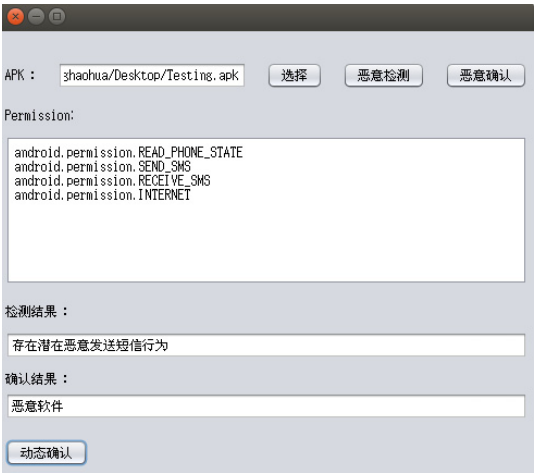 APK： zhaohua/Desktop/Testing.apk 选择 恶意检测 恶意确认
Permission:
android.permission.READ_PHONE_STATE
android.permission.SEND_SMS
android.permission.RECEIVE_SMS
android.permission.INTERNET
检测结果：
存在潜在恶意发送短信行为
确认结果：
恶意软件
动态确认